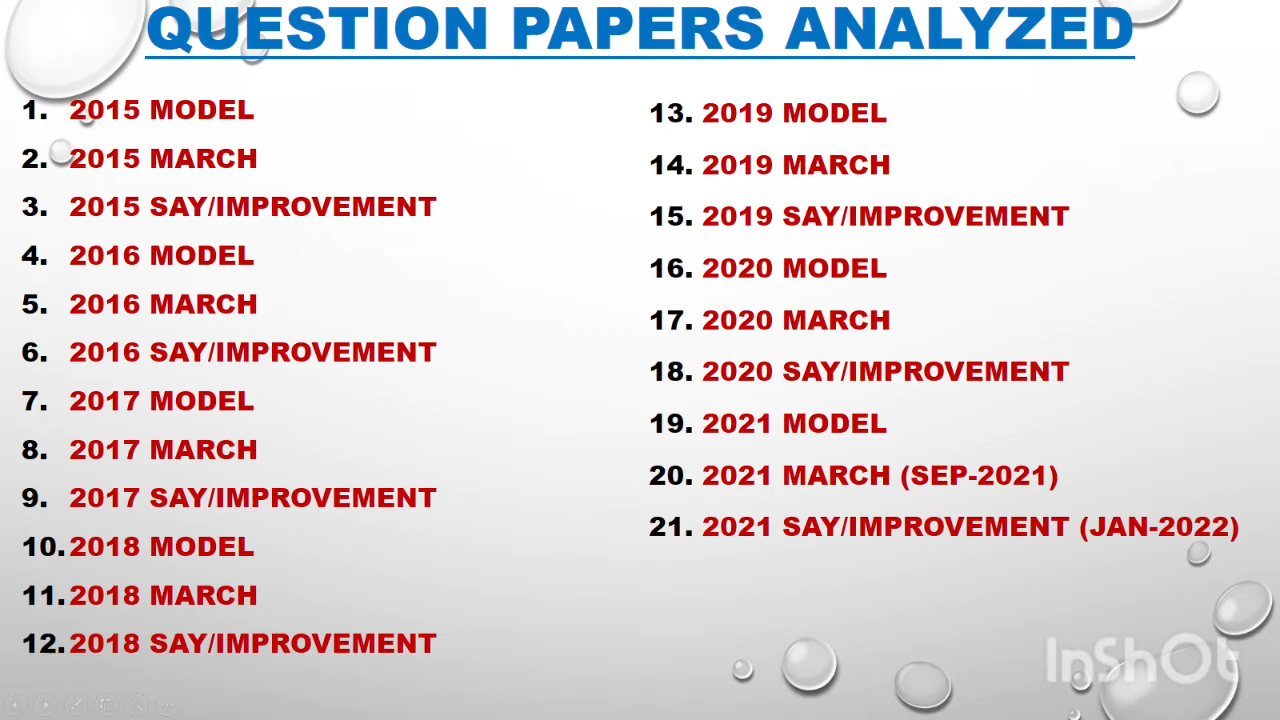 QUESTION PAPERS ANALYZED
1. 2015 MODEL
2. 2015 MARCH
3. 2015 SAY/IMPROVEMENT
4. 2016 MODEL
5. 2016 MARCH
6. 2016 SAY/IMPROVEMENT
7. 2017 MODEL
8. 2017 MARCH
9. 2017 SAY/IMPROVEMENT
10. 2018 MODEL
11. 2018 MARCH
12. 2018 SAY/IMPROVEMENT
13. 2019 MODEL
14. 2019 MARCH
15. 2019 SAY/IMPROVEMENT
16. 2020 MODEL
17. 2020 MARCH
18. 2020 SAY/IMPROVEMENT
19. 2021 MODEL
20. 2021 MARCH (SEP-2021)
21. 2021 SAY/IMPROVEMENT (JAN-2022)
InShOt